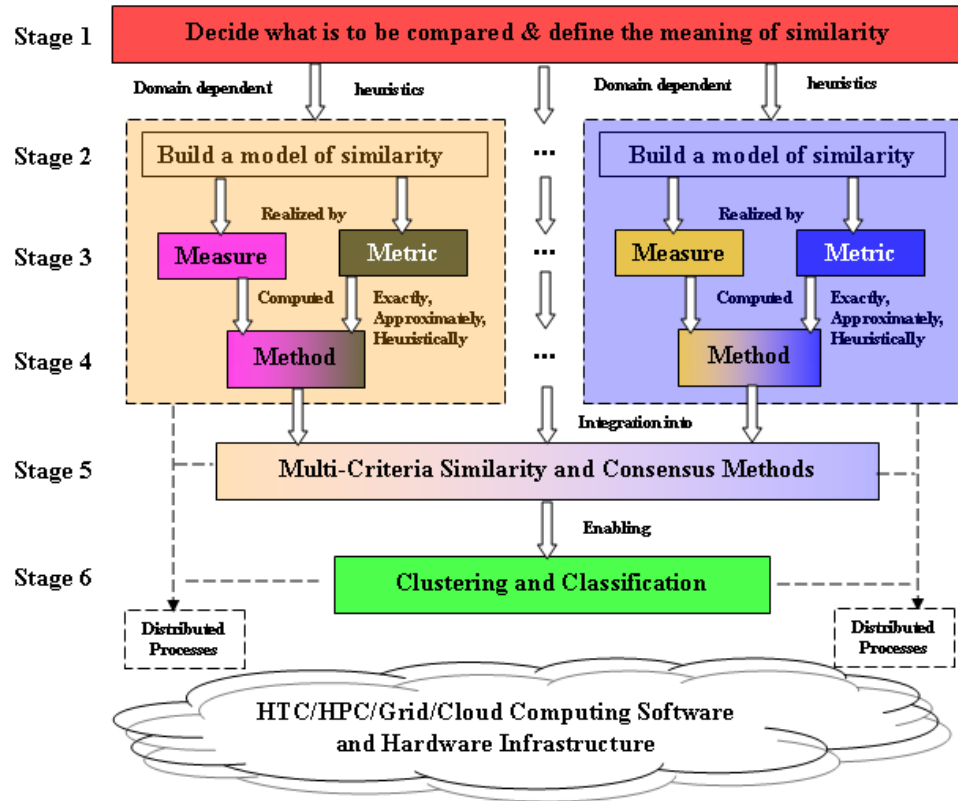 Stage 1
Decide what is to be compared & define the meaning of similarity
Domain dependent
heuristics
Domain dependent
heuristics
Stage 2
Build a model of similarity
...
Build a model of similarity
Realized by
Realized by
Stage 3
Measure
Metric
...
Measure
Metric
Computed
Exactly,
Approximately,
Heuristically
Computed
Exactly,
Approximately,
Heuristically
Stage 4
Method
...
Method
Integration into
Stage 5
Multi-Criteria Similarity and Consensus Methods
Enabling
Stage 6
Clustering and Classification
Distributed
Processes
Distributed
Processes
HTC/HPC/Grid/Cloud Computing Software
and Hardware Infrastructure